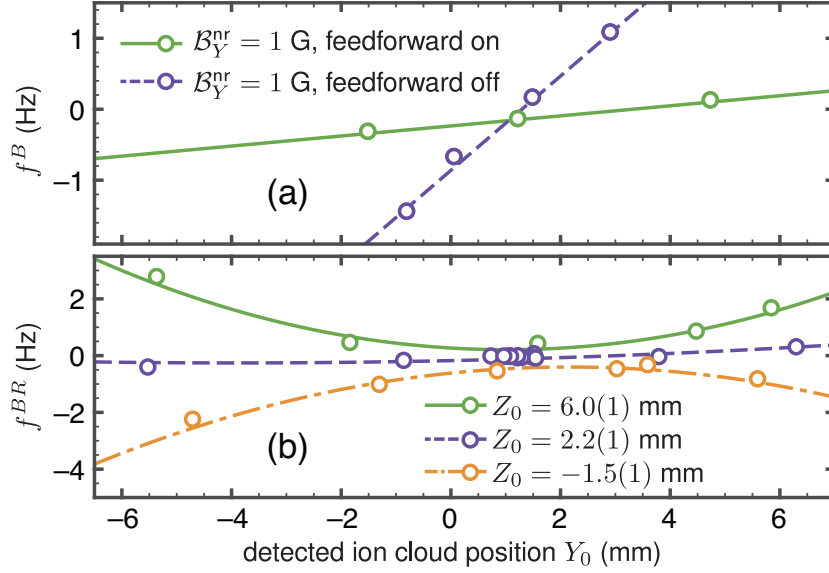 1
0
−1
f^B (Hz)
𝓑_Y^nr = 1 G, feedforward on
𝓑_Y^nr = 1 G, feedforward off
(a)
2
0
−2
−4
f^BR (Hz)
(b)
Z_0 = 6.0(1) mm
Z_0 = 2.2(1) mm
Z_0 = −1.5(1) mm
−6 −4 −2 0 2 4 6
detected ion cloud position Y_0 (mm)